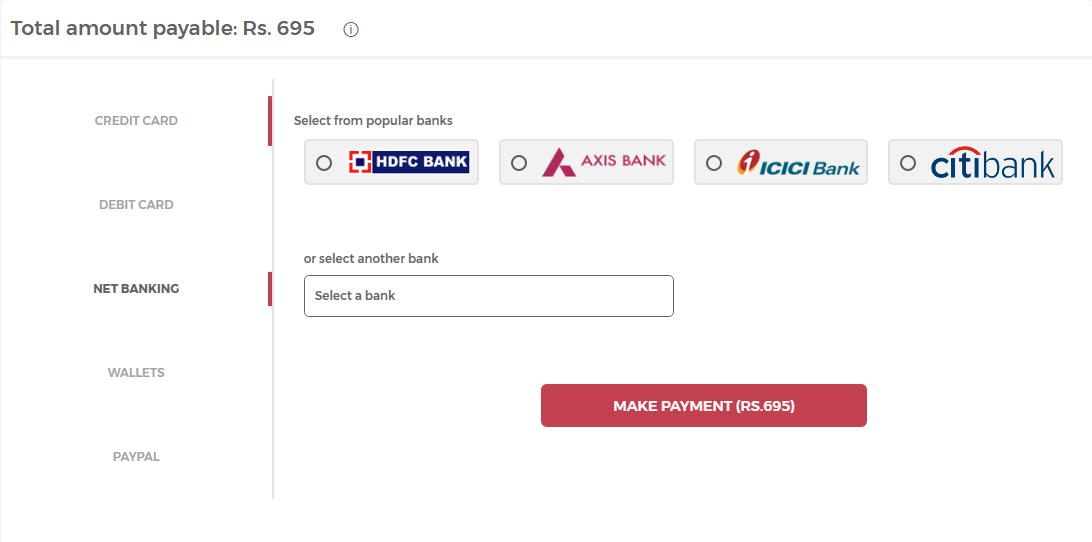 Total amount payable: Rs. 695
CREDIT CARD
DEBIT CARD
NET BANKING
WALLETS
PAYPAL
Select from popular banks
HDFC BANK
AXIS BANK
ICICI Bank
citibank
or select another bank
Select a bank
MAKE PAYMENT (RS.695)